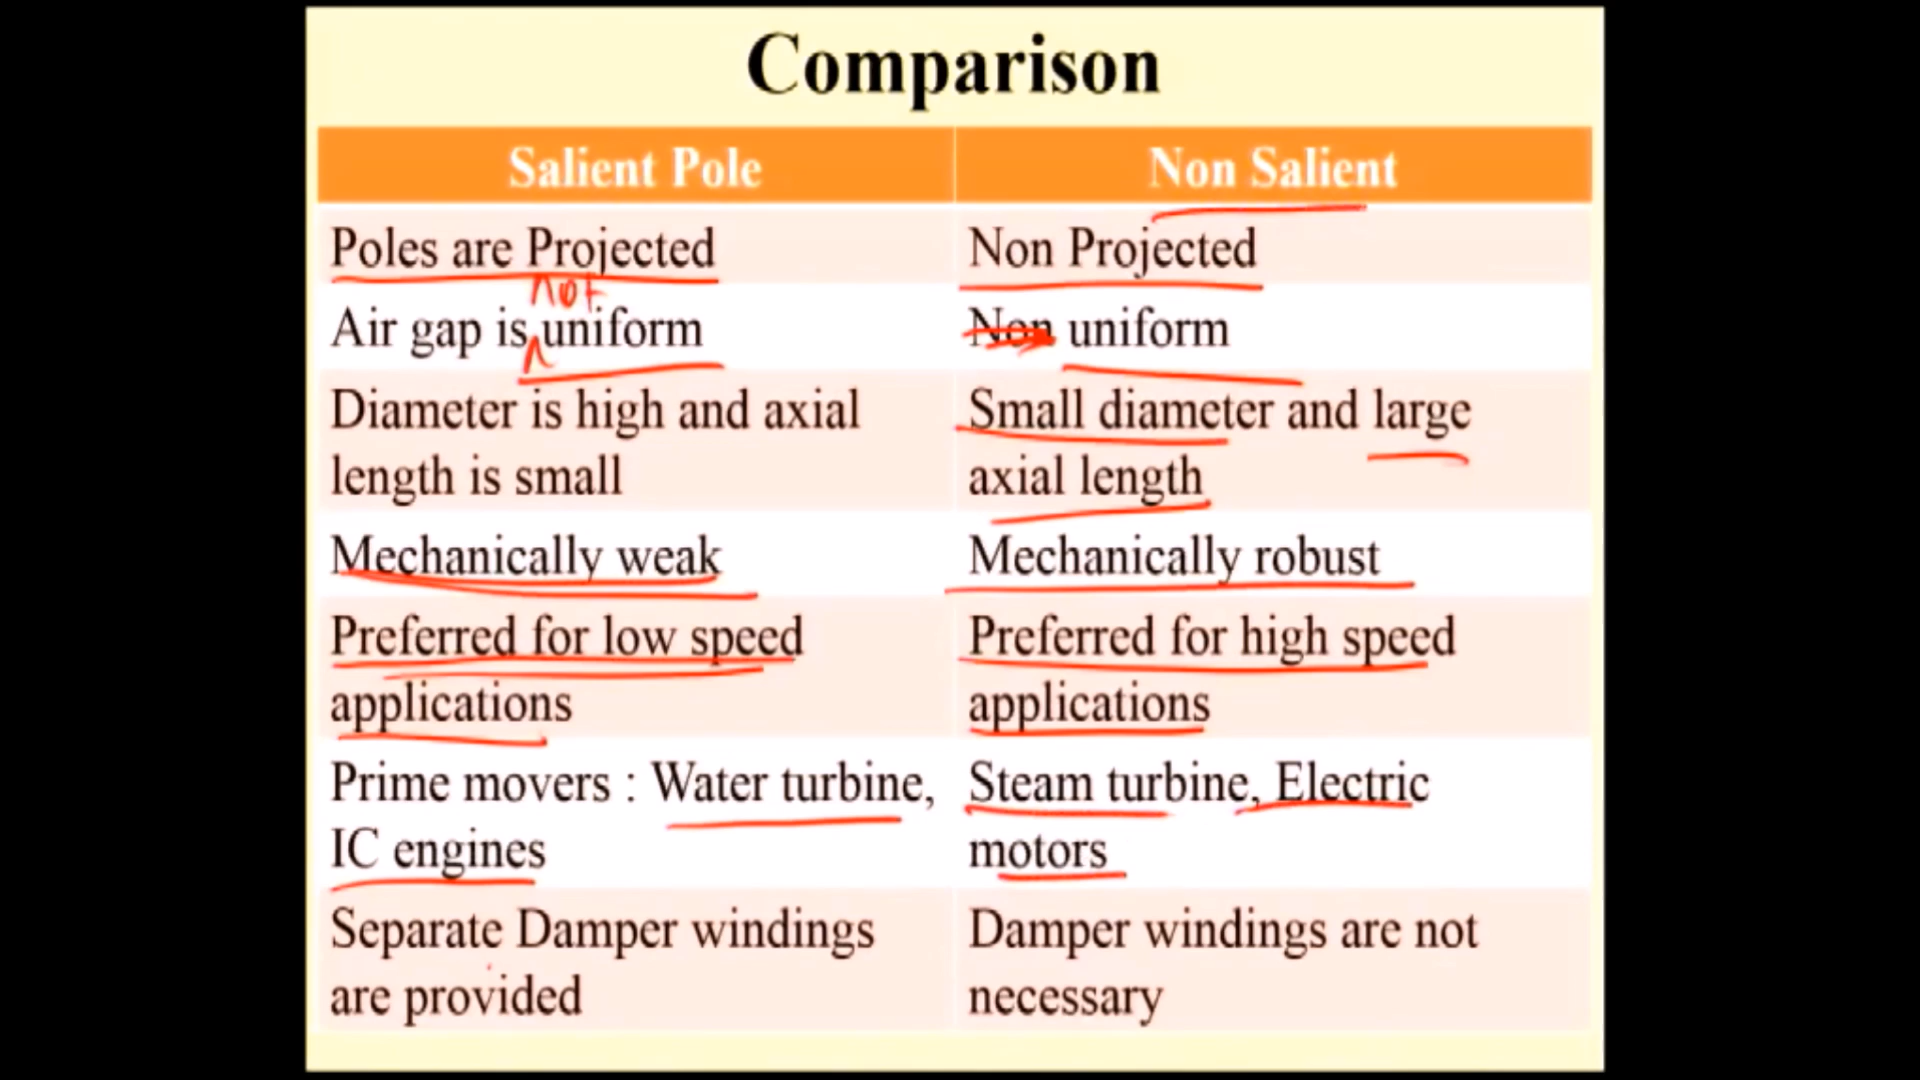 Comparison
Salient Pole
Non Salient
Poles are Projected
Non Projected
not
Air gap is uniform
Non uniform
Diameter is high and axial
length is small
Small diameter and large
axial length
Mechanically weak
Mechanically robust
Preferred for low speed
applications
Preferred for high speed
applications
Prime movers : Water turbine,
IC engines
Steam turbine, Electric
motors
Separate Damper windings
are provided
Damper windings are not
necessary